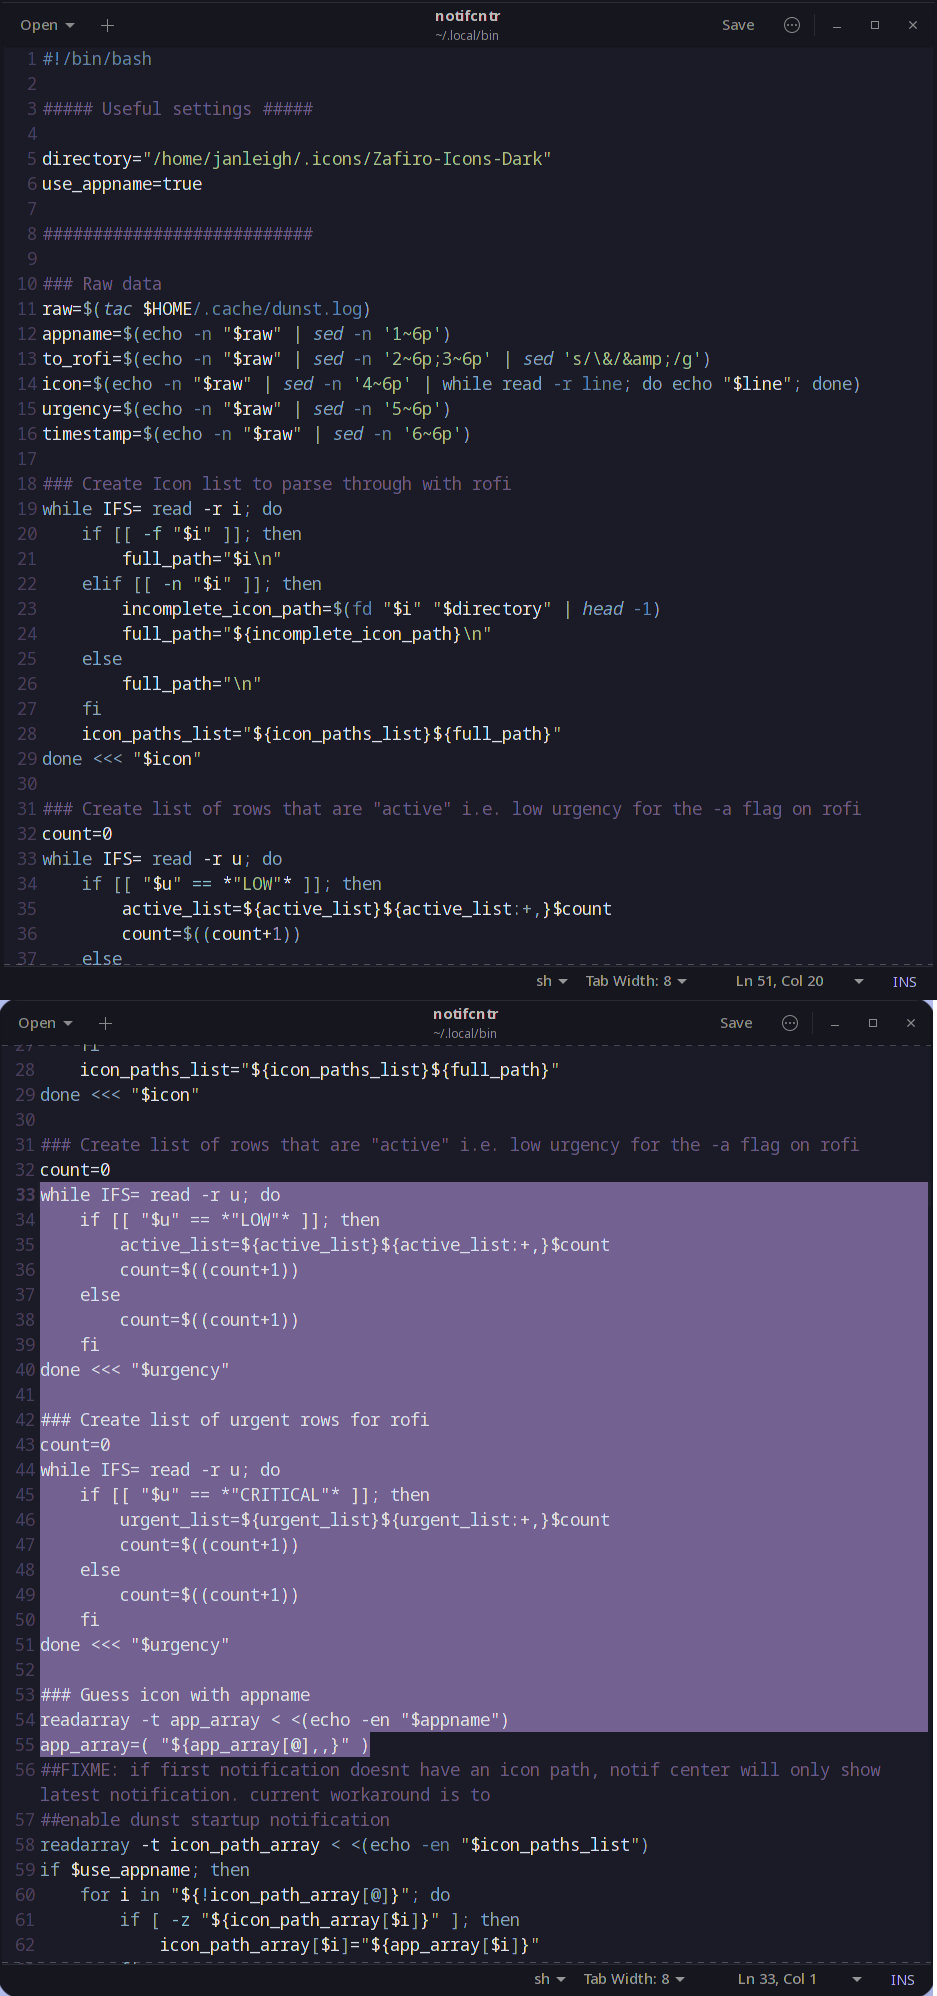 Open
notifcntr
~/.local/bin
Save
1 #!/bin/bash
2
3 ##### Useful settings #####
4
5 directory="/home/janleigh/.icons/Zafiro-Icons-Dark"
6 use_appname=true
7
8 ###########################
9
10 ### Raw data
11 raw=$(tac $HOME/.cache/dunst.log)
12 appname=$(echo -n "$raw" | sed -n '1~6p')
13 to_rofi=$(echo -n "$raw" | sed -n '2~6p;3~6p' | sed 's/\&/&amp;/g')
14 icon=$(echo -n "$raw" | sed -n '4~6p' | while read -r line; do echo "$line"; done)
15 urgency=$(echo -n "$raw" | sed -n '5~6p')
16 timestamp=$(echo -n "$raw" | sed -n '6~6p')
17
18 ### Create Icon list to parse through with rofi
19 while IFS= read -r i; do
20     if [[ -f "$i" ]]; then
21         full_path="$i\n"
22     elif [[ -n "$i" ]]; then
23         incomplete_icon_path=$(fd "$i" "$directory" | head -1)
24         full_path="${incomplete_icon_path}\n"
25     else
26         full_path="\n"
27     fi
28     icon_paths_list="${icon_paths_list}${full_path}"
29 done <<< "$icon"
30
31 ### Create list of rows that are "active" i.e. low urgency for the -a flag on rofi
32 count=0
33 while IFS= read -r u; do
34     if [[ "$u" == *"LOW"* ]]; then
35         active_list=${active_list}${active_list:+,}$count
36         count=$((count+1))
37     else
sh Tab Width: 8 Ln 51, Col 20 INS
Open
notifcntr
~/.local/bin
Save
27     fi
28     icon_paths_list="${icon_paths_list}${full_path}"
29 done <<< "$icon"
30
31 ### Create list of rows that are "active" i.e. low urgency for the -a flag on rofi
32 count=0
33 while IFS= read -r u; do
34     if [[ "$u" == *"LOW"* ]]; then
35         active_list=${active_list}${active_list:+,}$count
36         count=$((count+1))
37     else
38         count=$((count+1))
39     fi
40 done <<< "$urgency"
41
42 ### Create list of urgent rows for rofi
43 count=0
44 while IFS= read -r u; do
45     if [[ "$u" == *"CRITICAL"* ]]; then
46         urgent_list=${urgent_list}${urgent_list:+,}$count
47         count=$((count+1))
48     else
49         count=$((count+1))
50     fi
51 done <<< "$urgency"
52
53 ### Guess icon with appname
54 readarray -t app_array < <(echo -en "$appname")
55 app_array=( "${app_array[@],,}" )
56 ##FIXME: if first notification doesnt have an icon path, notif center will only show
latest notification. current workaround is to
57 ##enable dunst startup notification
58 readarray -t icon_path_array < <(echo -en "$icon_paths_list")
59 if $use_appname; then
60     for i in "${!icon_path_array[@]}"; do
61         if [ -z "${icon_path_array[$i]}" ]; then
62             icon_path_array[$i]="${app_array[$i]}"
sh Tab Width: 8 Ln 33, Col 1 INS